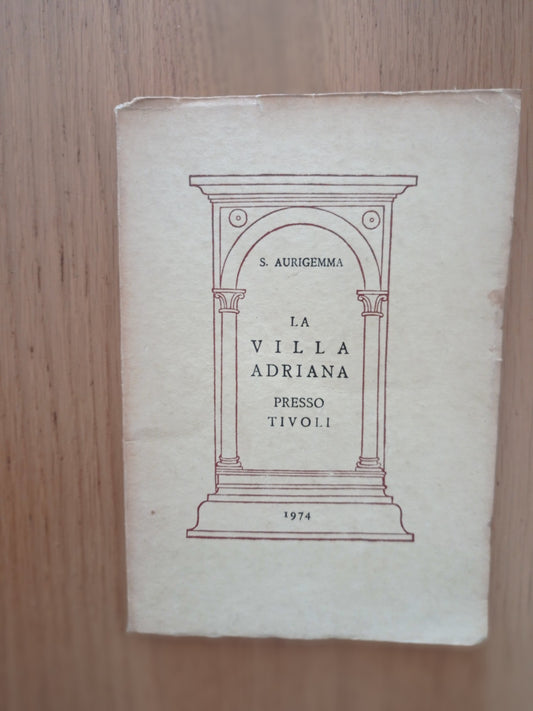 S. AURIGEMMA
LA
VILLA
ADRIANA
PRESSO
TIVOLI
1974